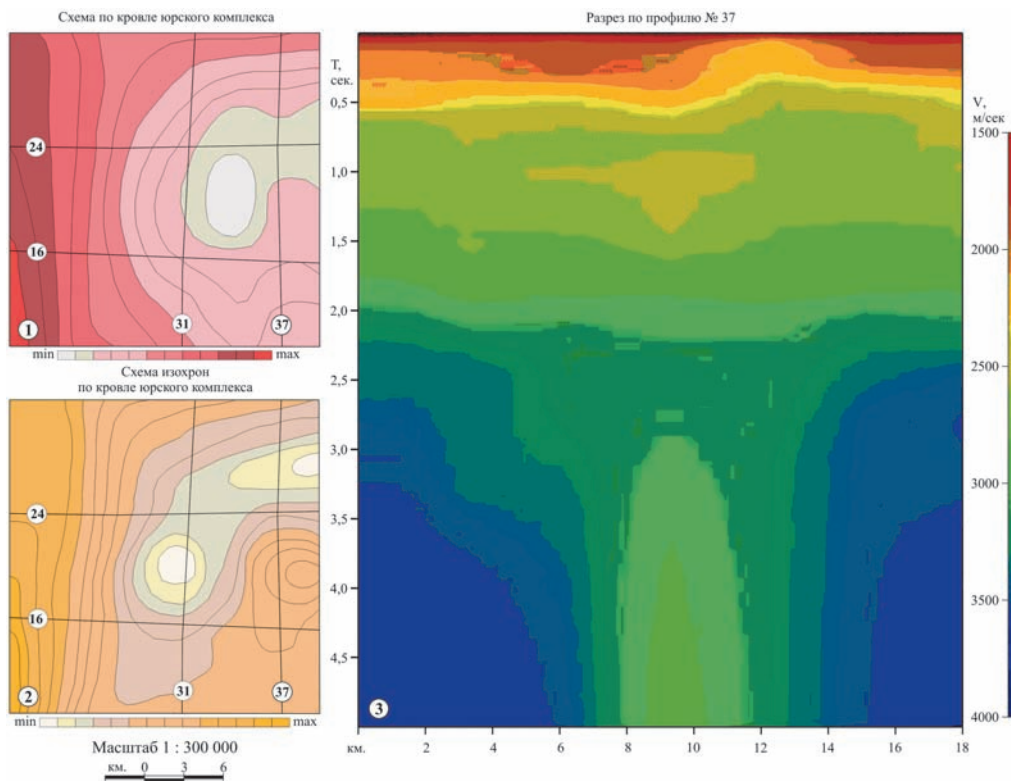 Схема по кровле юрского комплекса
24
16
31
37
1
min
max
Схема изохрон
по кровле юрского комплекса
24
16
31
37
2
min
max
Масштаб 1 : 300 000
км. 0 3 6
Разрез по профилю № 37
T,
сек.
0,5
1,0
1,5
2,0
2,5
3,0
3,5
4,0
4,5
3
км. 2 4 6 8 10 12 14 16 18
V,
м/сек
1500
2000
2500
3000
3500
4000